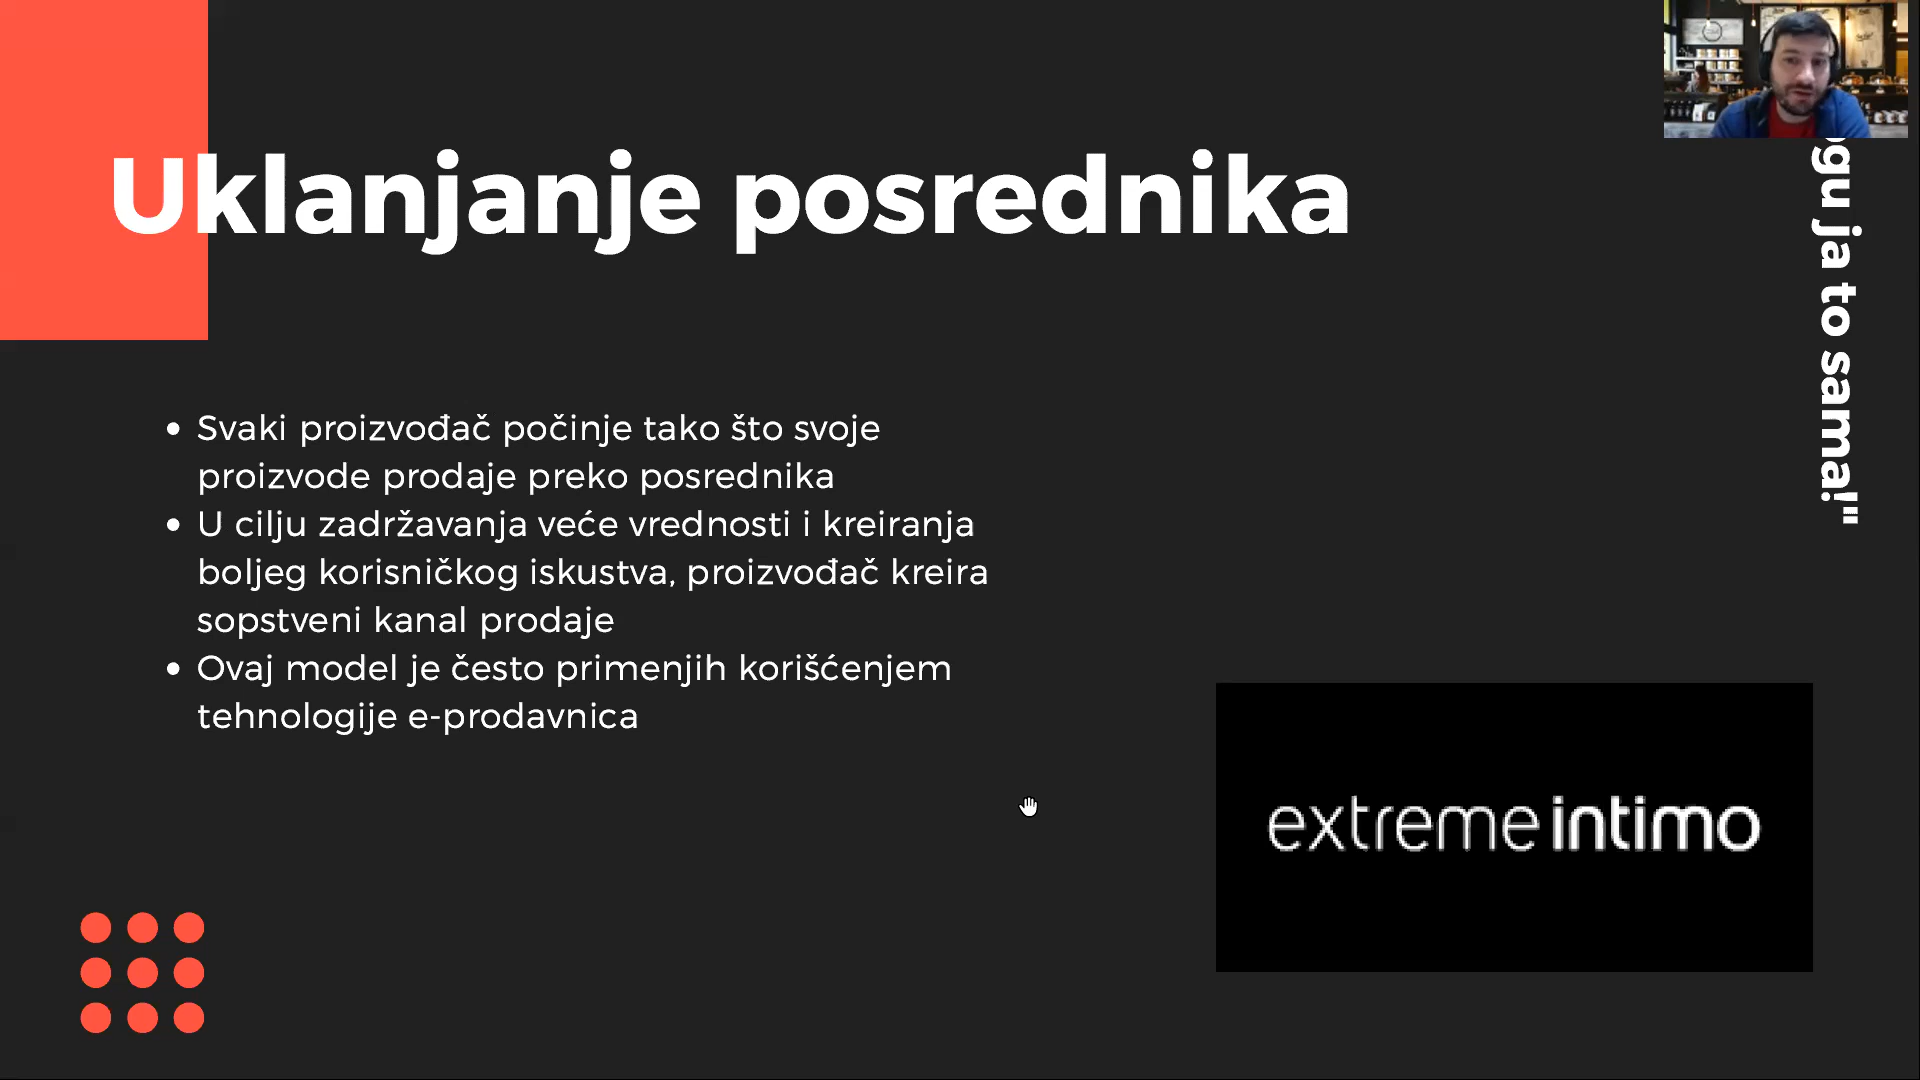 Uklanjanje posrednika
ja to sama!"
Svaki proizvođač počinje tako što svoje
proizvode prodaje preko posrednika
U cilju zadržavanja veće vrednosti i kreiranja
boljeg korisničkog iskustva, proizvođač kreira
sopstveni kanal prodaje
Ovaj model je često primenjih korišćenjem
tehnologije e-prodavnica
extreme intimo